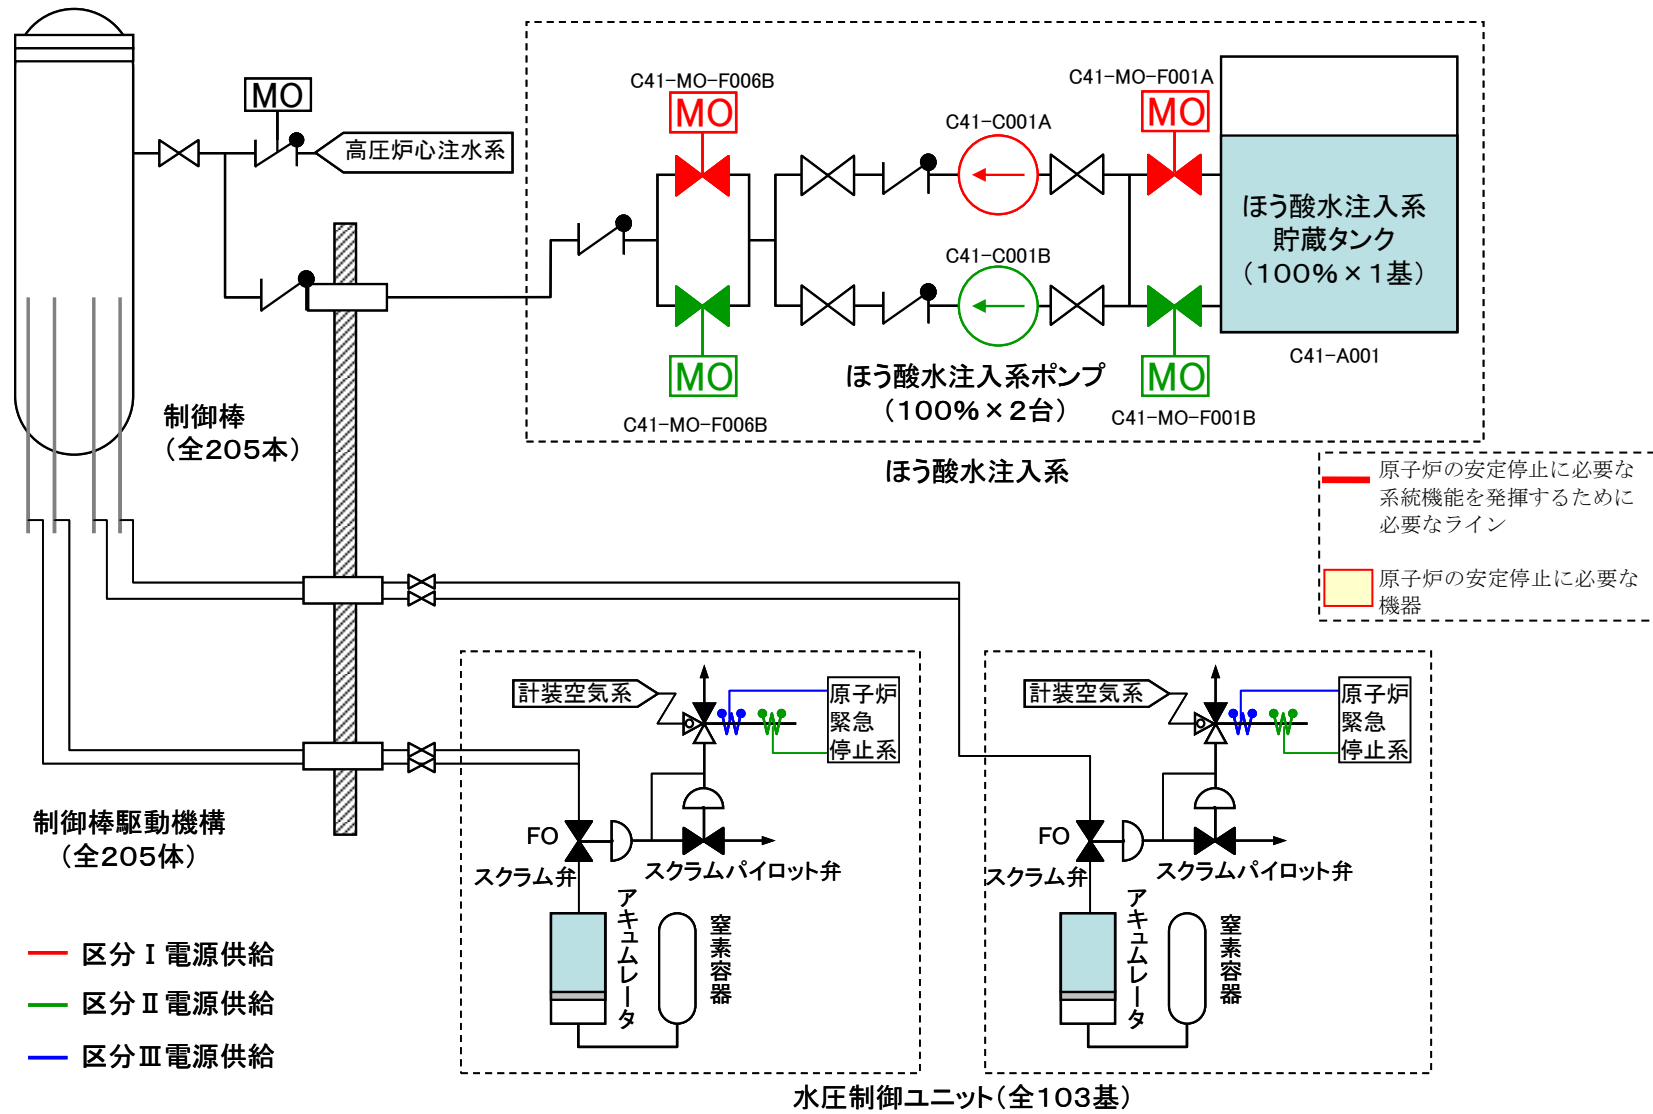 MO
高圧炉心注水系
C41-MO-F006B
MO
C41-C001A
C41-MO-F001A
MO
ほう酸水注入系
貯蔵タンク
（１００％×１基）
C41-A001
C41-C001B
MO
C41-MO-F006B
ほう酸水注入系ポンプ
（１００％×２台）
MO
C41-MO-F001B
ほう酸水注入系
制御棒
（全２０５本）
原子炉の安定停止に必要な
系統機能を発揮するために
必要なライン
原子炉の安定停止に必要な
機器
計装空気系
原子炉
緊急
停止系
FO
スクラム弁
スクラムパイロット弁
アキュムレータ
窒素容器
計装空気系
原子炉
緊急
停止系
FO
スクラム弁
スクラムパイロット弁
アキュムレータ
窒素容器
制御棒駆動機構
（全２０５体）
区分Ⅰ電源供給
区分Ⅱ電源供給
区分Ⅲ電源供給
水圧制御ユニット（全１０３基）